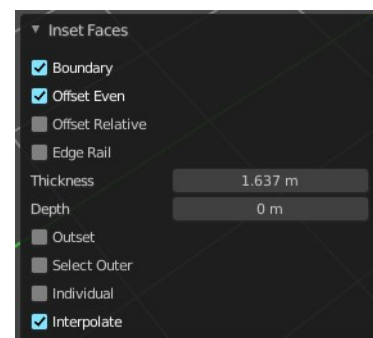 Inset Faces
Boundary
Offset Even
Offset Relative
Edge Rail
Thickness 1.637 m
Depth 0 m
Outset
Select Outer
Individual
Interpolate